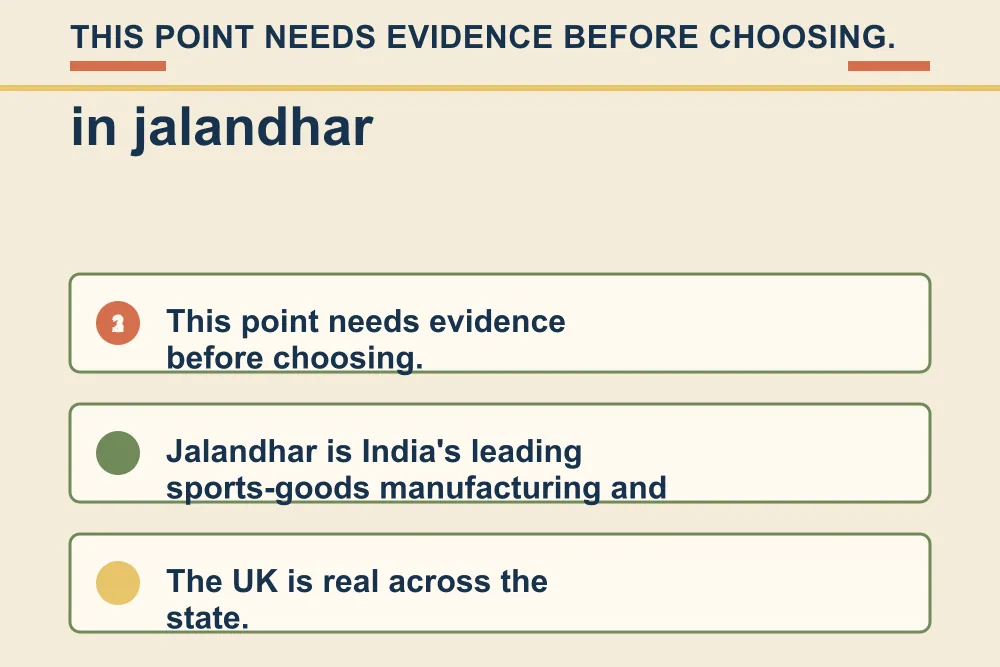 THIS POINT NEEDS EVIDENCE BEFORE CHOOSING.
in jalandhar
This point needs evidence
before choosing.
Jalandhar is India's leading
sports-goods manufacturing and
The UK is real across the
state.